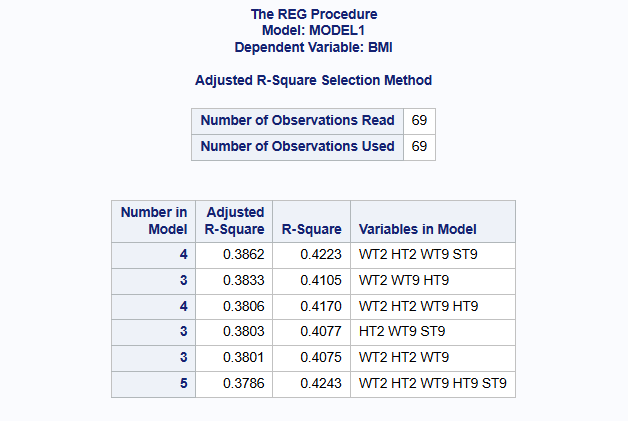 The REG Procedure
Model: MODEL1
Dependent Variable: BMI
Adjusted R-Square Selection Method
Number of Observations Read 69
Number of Observations Used 69
Number in Model Adjusted R-Square R-Square Variables in Model
4 0.3862 0.4223 WT2 HT2 WT9 ST9
3 0.3833 0.4105 WT2 WT9 HT9
4 0.3806 0.4170 WT2 HT2 WT9 HT9
3 0.3803 0.4077 HT2 WT9 ST9
3 0.3801 0.4075 WT2 HT2 WT9
5 0.3786 0.4243 WT2 HT2 WT9 HT9 ST9